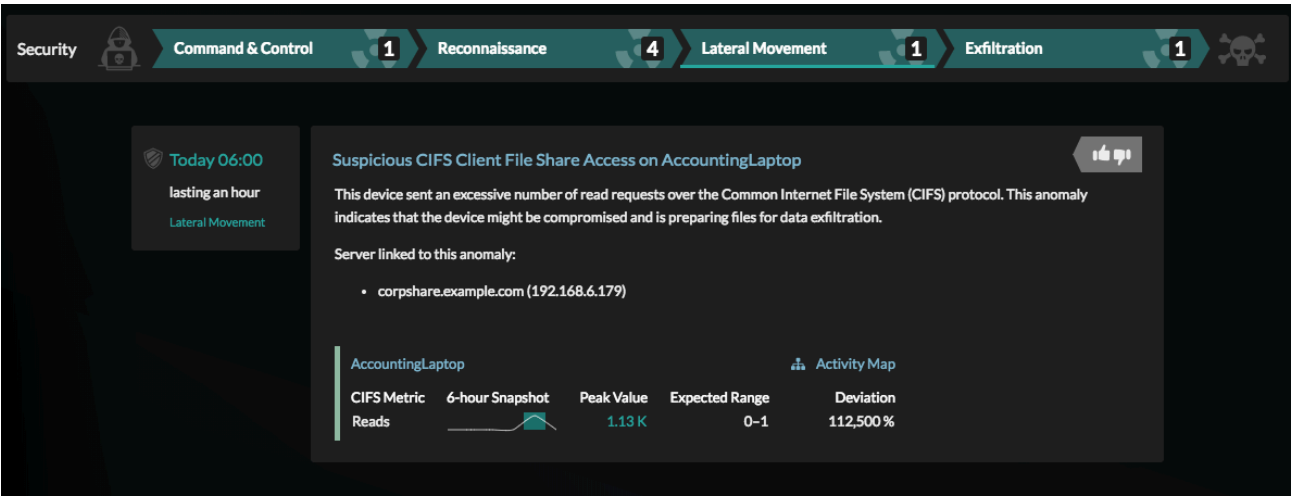 Security
Command & Control 1
Reconnaissance 4
Lateral Movement 1
Exfiltration 1
Today 06:00
lasting an hour
Lateral Movement
Suspicious CIFS Client File Share Access on AccountingLaptop
This device sent an excessive number of read requests over the Common Internet File System (CIFS) protocol. This anomaly
indicates that the device might be compromised and is preparing files for data exfiltration.
Server linked to this anomaly:
• corpshare.example.com (192.168.6.179)
AccountingLaptop
Activity Map
CIFS Metric 6-hour Snapshot Peak Value Expected Range Deviation
Reads 1.13 K 0–1 112,500 %